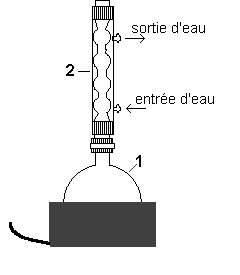 sortie d'eau
2
entrée d'eau
1